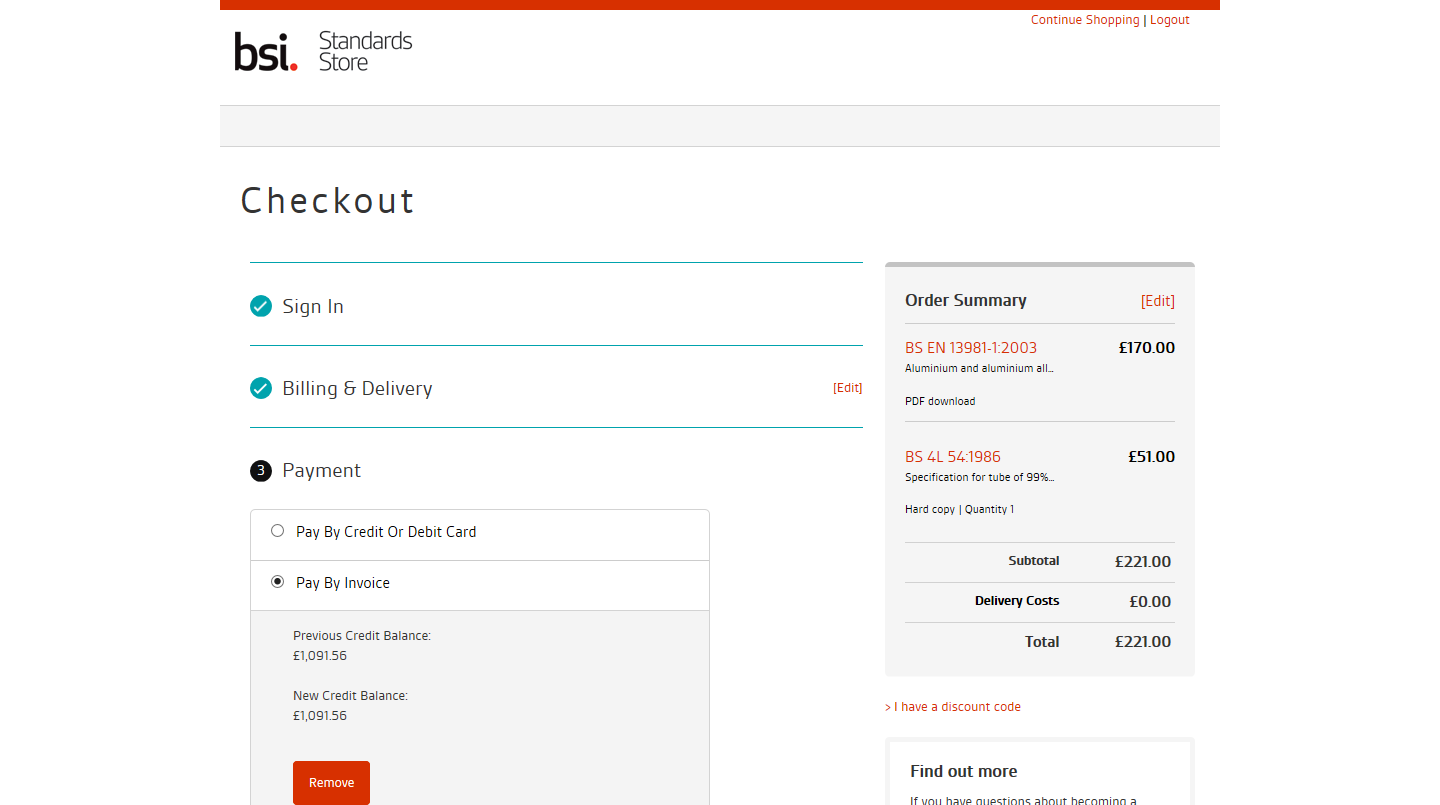 Continue Shopping | Logout
bsi. Standards Store
Checkout
Sign In
Billing & Delivery [Edit]
3 Payment
Pay By Credit Or Debit Card
Pay By Invoice
Previous Credit Balance:
£1,091.56
New Credit Balance:
£1,091.56
Remove
Order Summary [Edit]
BS EN 13981-1:2003 £170.00
Aluminium and aluminium all...
PDF download
BS 4L 54:1986 £51.00
Specification for tube of 99%...
Hard copy | Quantity 1
Subtotal £221.00
Delivery Costs £0.00
Total £221.00
> I have a discount code
Find out more
If you have questions about becoming a